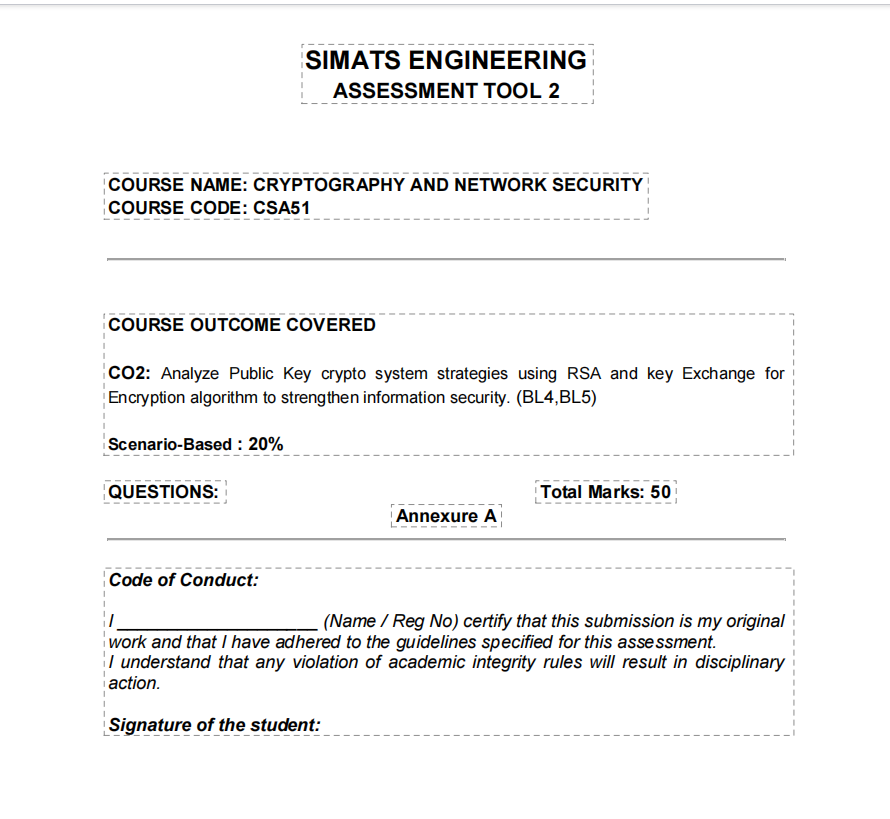 SIMATS ENGINEERING
ASSESSMENT TOOL 2
COURSE NAME: CRYPTOGRAPHY AND NETWORK SECURITY
COURSE CODE: CSA51
COURSE OUTCOME COVERED
CO2: Analyze Public Key crypto system strategies using RSA and key Exchange for
Encryption algorithm to strengthen information security. (BL4,BL5)
Scenario-Based : 20%
QUESTIONS: Total Marks: 50
Annexure A
Code of Conduct:
I ____________________ (Name / Reg No) certify that this submission is my original
work and that I have adhered to the guidelines specified for this assessment.
I understand that any violation of academic integrity rules will result in disciplinary
action.
Signature of the student: